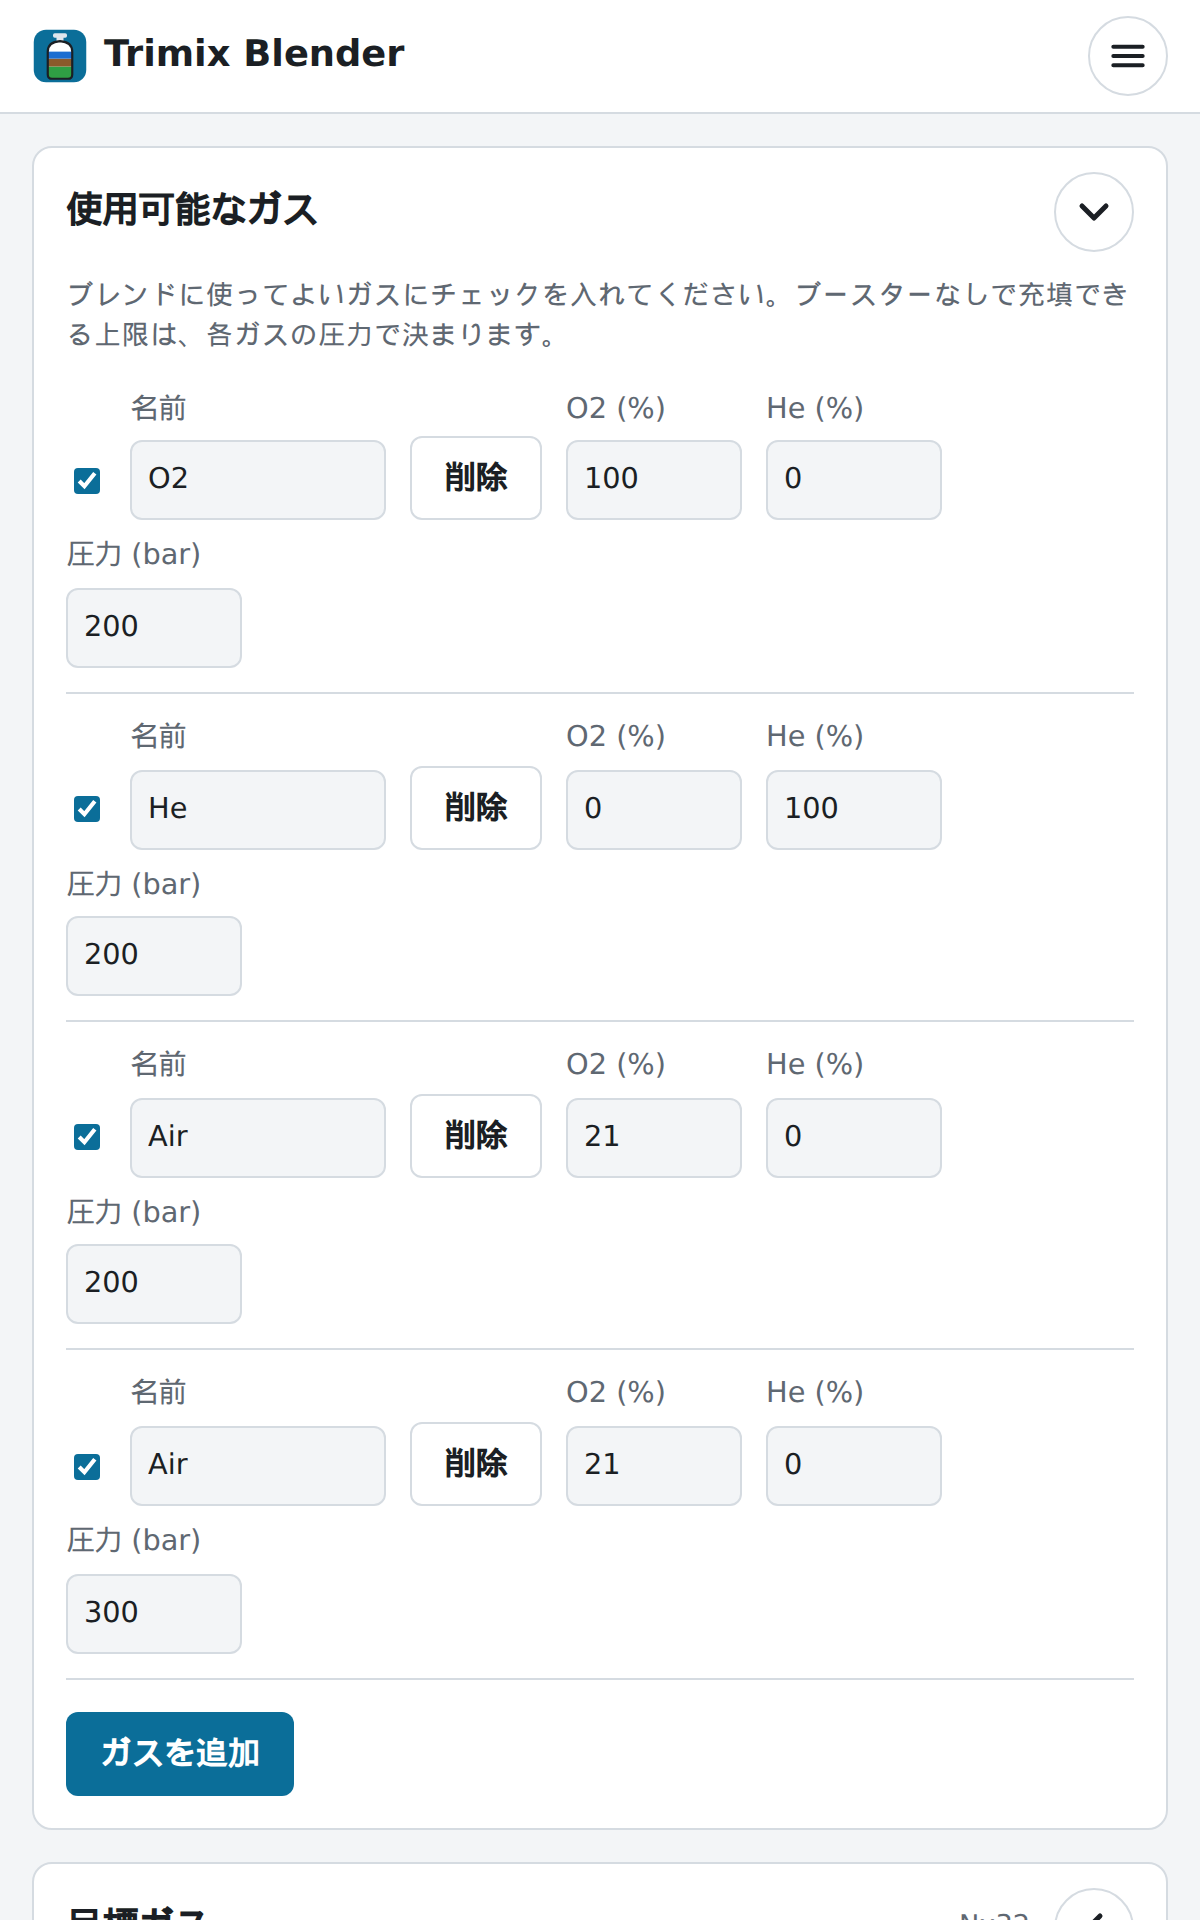 Trimix Blender
使用可能なガス
ブレンドに使ってよいガスにチェックを入れてください。ブースターなしで充填でき
る上限は、各ガスの圧力で決まります。
名前 O2 (%) He (%)
O2 削除 100 0
圧力 (bar)
200
名前 O2 (%) He (%)
He 削除 0 100
圧力 (bar)
200
名前 O2 (%) He (%)
Air 削除 21 0
圧力 (bar)
200
名前 O2 (%) He (%)
Air 削除 21 0
圧力 (bar)
300
ガスを追加
目標ガス